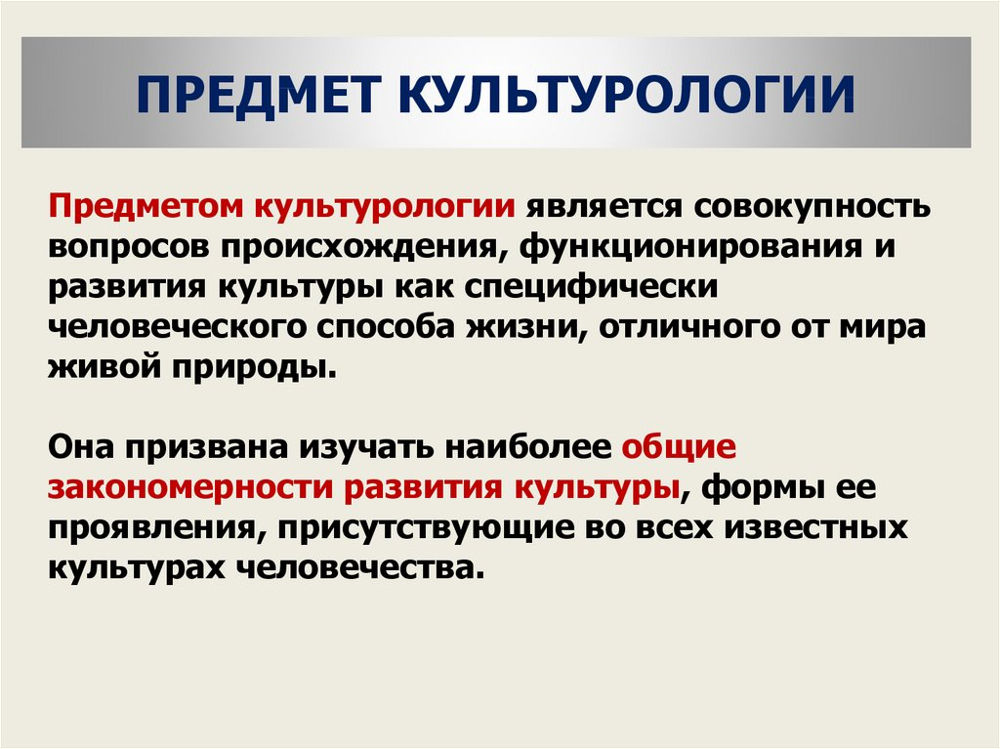 ПРЕДМЕТ КУЛЬТУРОЛОГИИ
Предметом культурологии является совокупность
вопросов происхождения, функционирования и
развития культуры как специфически
человеческого способа жизни, отличного от мира
живой природы.
Она призвана изучать наиболее общие
закономерности развития культуры, формы ее
проявления, присутствующие во всех известных
культурах человечества.